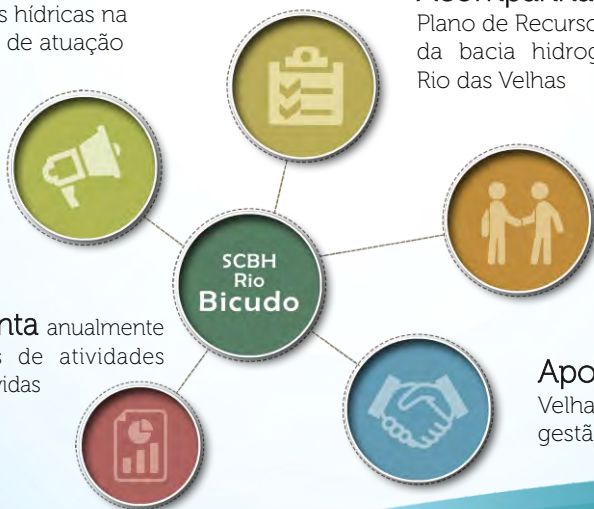 s hídricas na
de atuação
Plano de Recurso
da bacia hidrog
Rio das Velhas
SCBH
Rio
Bicudo
nta anualmente
s de atividades
vidas
Apo
Velha
gestã